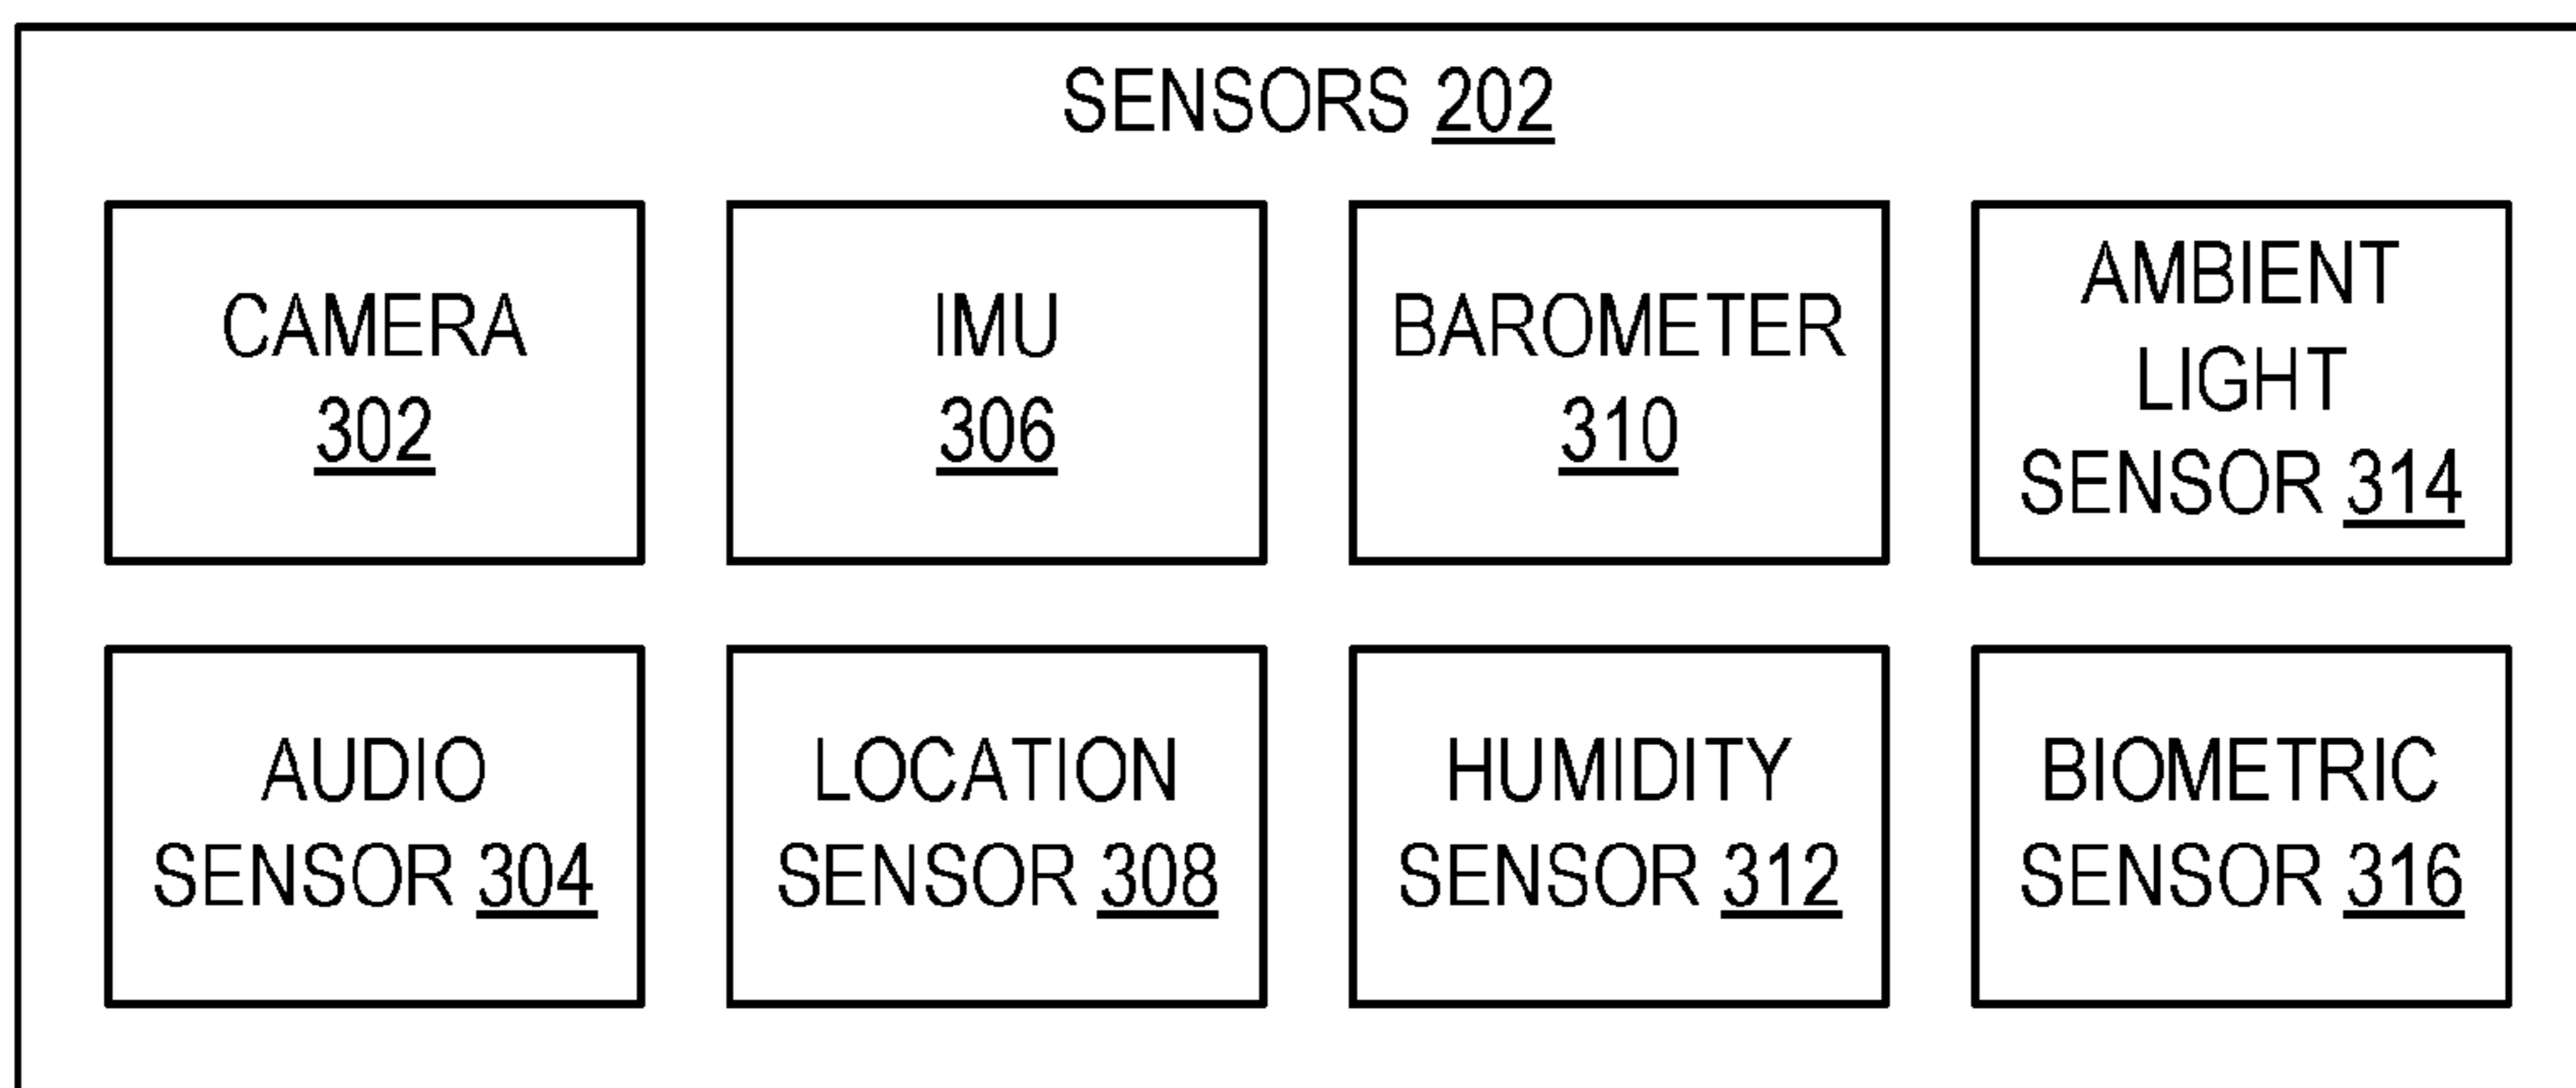 SENSORS 202
CAMERA
302
IMU
306
BAROMETER
310
AMBIENT
LIGHT
SENSOR 314
AUDIO
SENSOR 304
LOCATION
SENSOR 308
HUMIDITY
SENSOR 312
BIOMETRIC
SENSOR 316